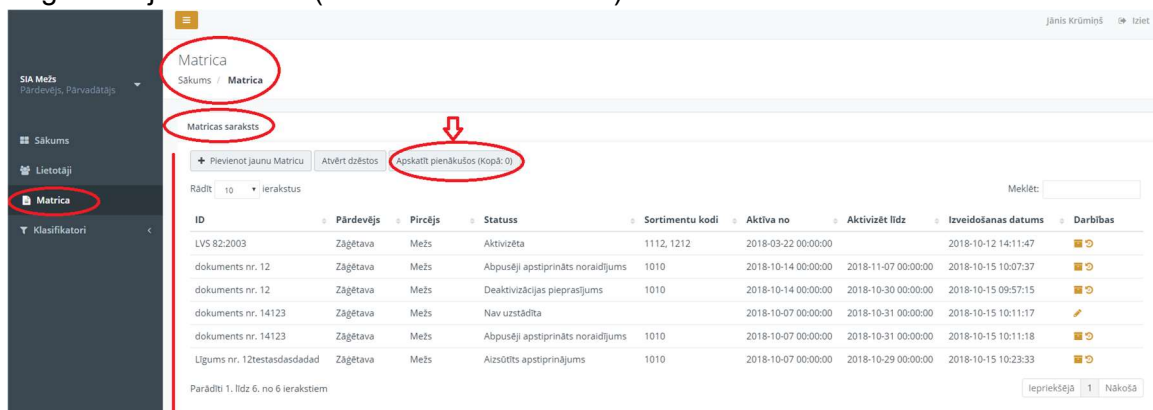 Jānis Krūmiņš Iziet
SIA Mežs
Pārdevējs, Pārvadātājs
Sākums
Lietotāji
Matrica
Klasifikatori
Matrica
Sākums / Matrica
Matricas saraksts
+ Pievienot jaunu Matricu Atvērt dzēstos Apskatīt pienākušos (Kopā: 0)
Rādīt 10 ierakstus Meklēt:
ID Pārdevējs Pircējs Statuss Sortimentu kodi Aktīva no Aktivizēt līdz Izveidošanas datums Darbības
LVS 82:2003 Zāģētava Mežs Aktivizēta 1112, 1212 2018-03-22 00:00:00 2018-10-12 14:11:47
dokuments nr. 12 Zāģētava Mežs Abpusēji apstiprināts noraidījums 1010 2018-10-14 00:00:00 2018-11-07 00:00:00 2018-10-15 10:07:37
dokuments nr. 12 Zāģētava Mežs Deaktivizācijas pieprasījums 1010 2018-10-14 00:00:00 2018-10-30 00:00:00 2018-10-15 09:57:15
dokuments nr. 14123 Zāģētava Mežs Nav uzstādīta 2018-10-07 00:00:00 2018-10-31 00:00:00 2018-10-15 10:11:17
dokuments nr. 14123 Zāģētava Mežs Abpusēji apstiprināts noraidījums 1010 2018-10-07 00:00:00 2018-10-31 00:00:00 2018-10-15 10:11:18
Līgums nr. 12testasdasdadad Zāģētava Mežs Aizsūtīts apstiprinājums 1010 2018-10-07 00:00:00 2018-10-29 00:00:00 2018-10-15 10:23:33
Parādīti 1. līdz 6. no 6 ierakstiem Iepriekšējā 1 Nākošā